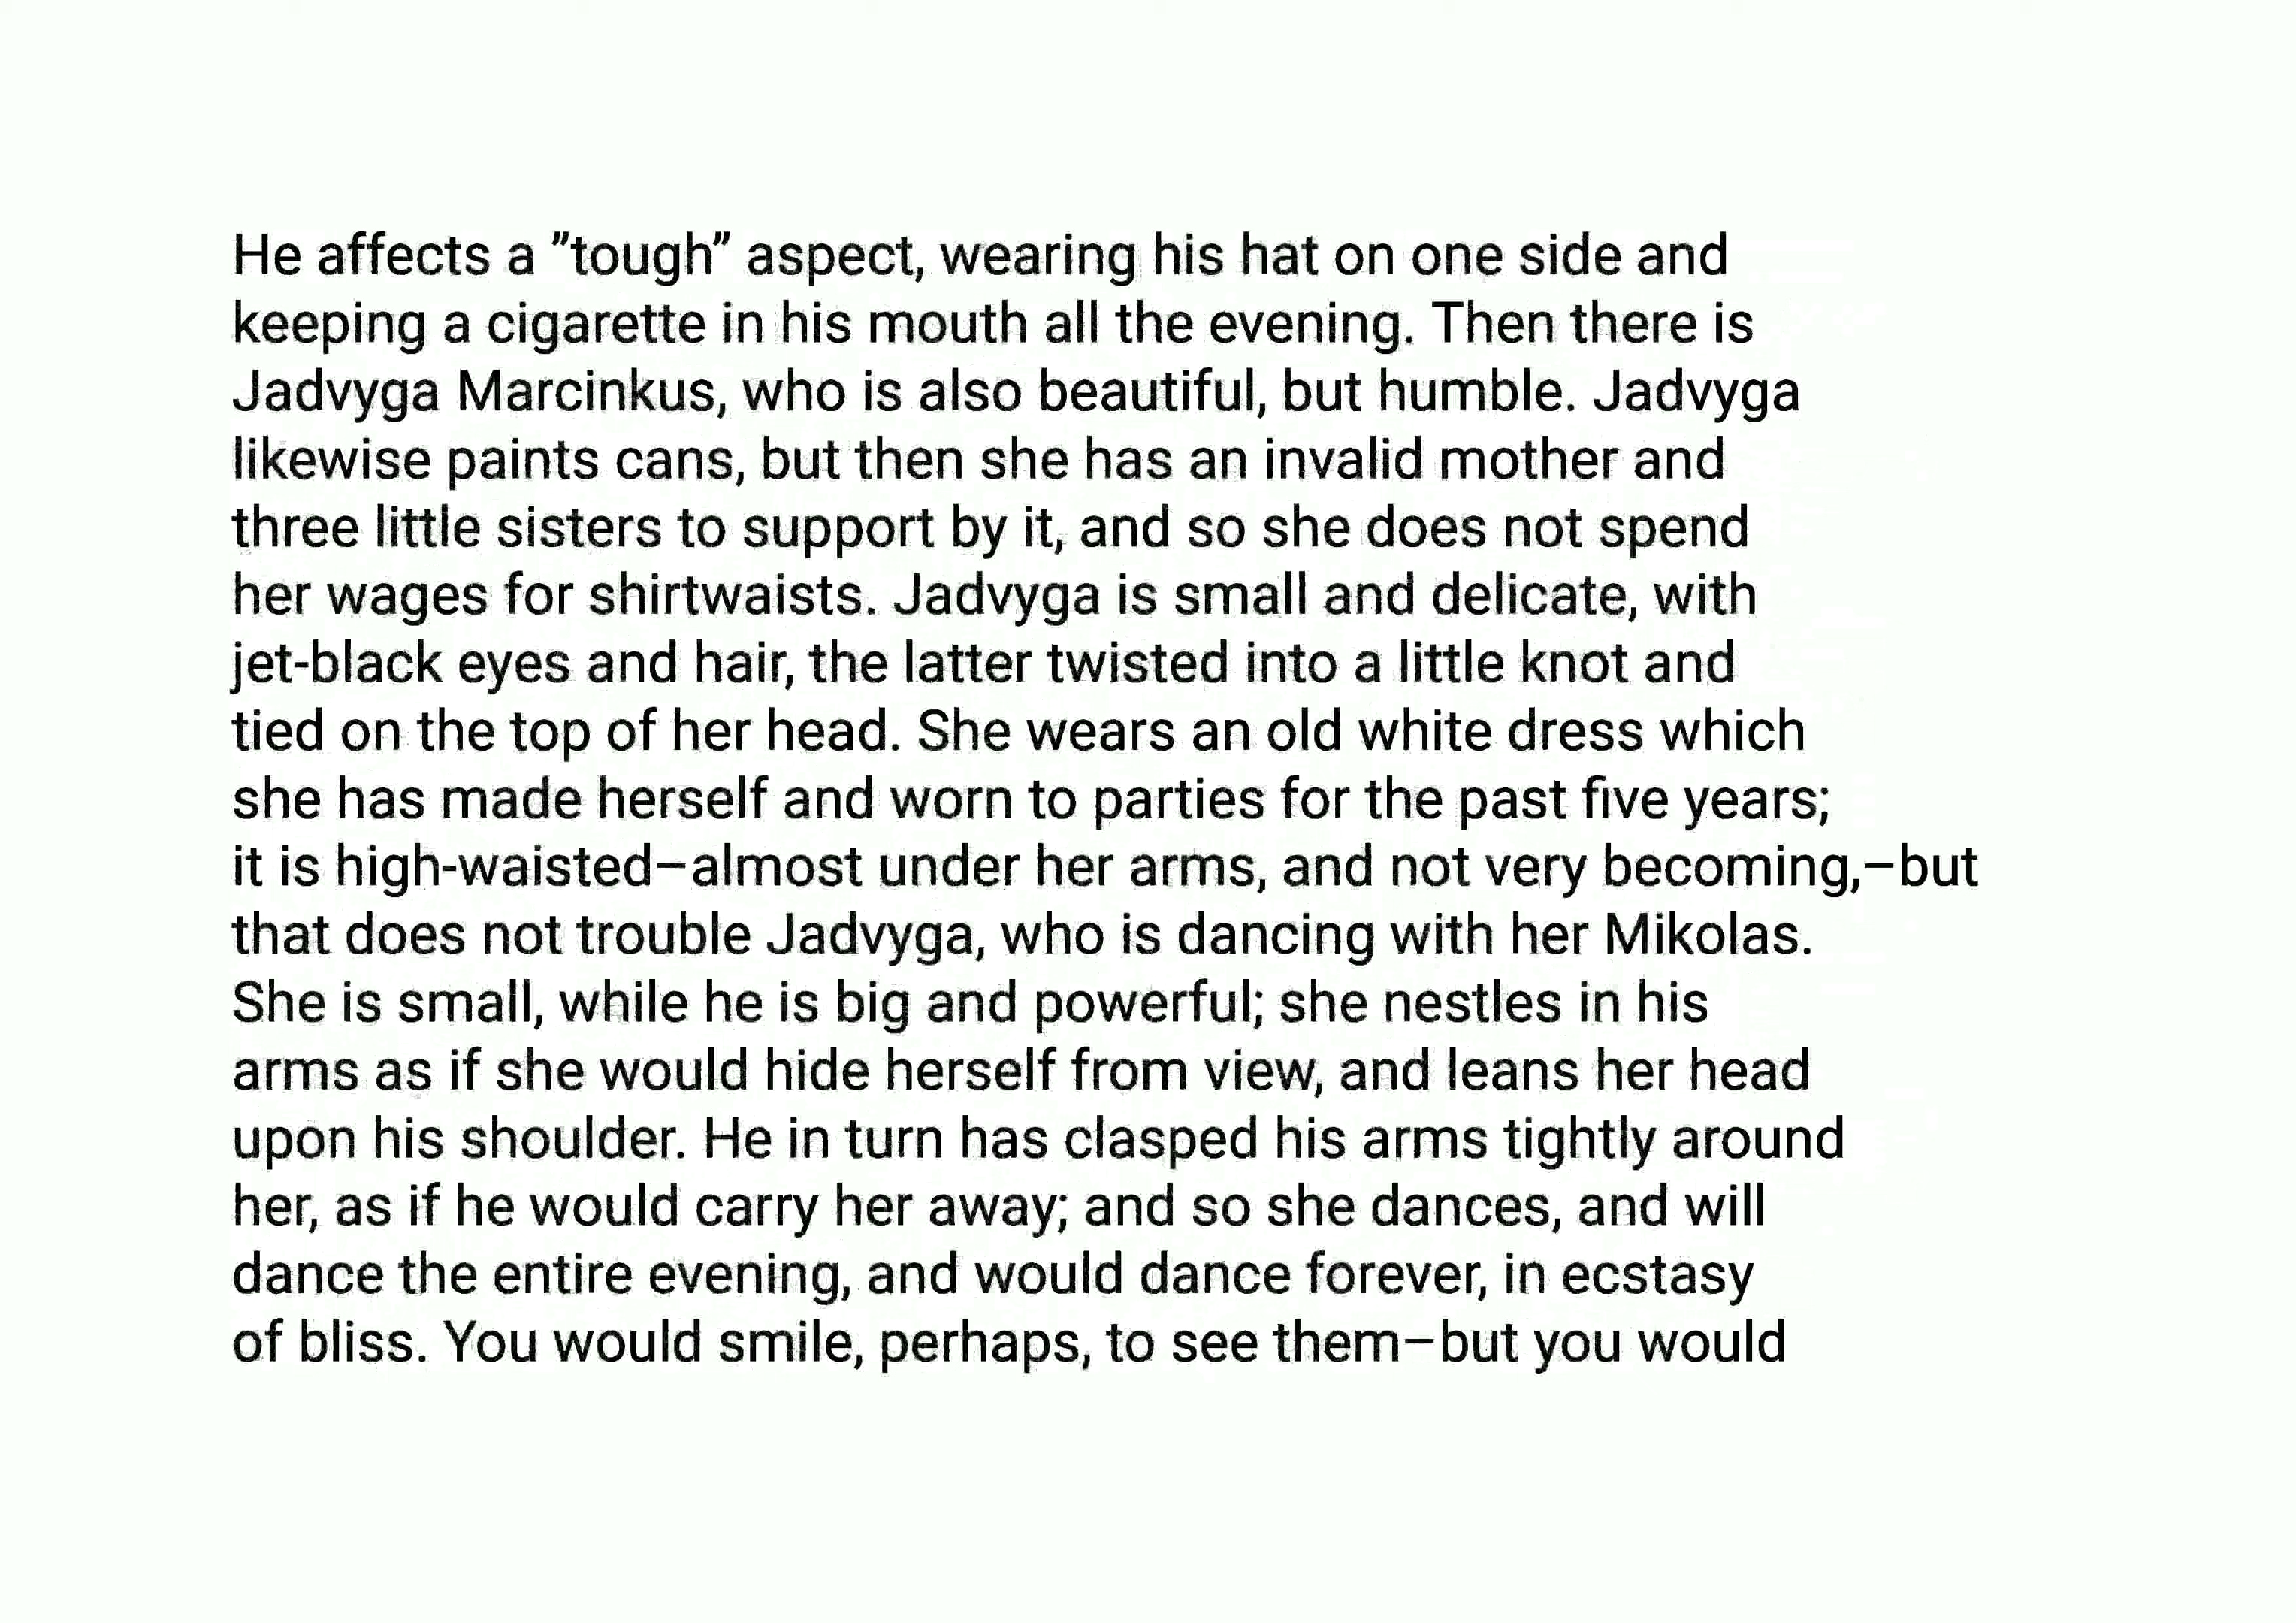 He affects a ”tough” aspect, wearing his hat on one side and
keeping a cigarette in his mouth all the evening. Then there is
Jadvyga Marcinkus, who is also beautiful, but humble. Jadvyga
likewise paints cans, but then she has an invalid mother and
three little sisters to support by it, and so she does not spend
her wages for shirtwaists. Jadvyga is small and delicate, with
jet-black eyes and hair, the latter twisted into a little knot and
tied on the top of her head. She wears an old white dress which
she has made herself and worn to parties for the past five years;
it is high-waisted–almost under her arms, and not very becoming,–but
that does not trouble Jadvyga, who is dancing with her Mikolas.
She is small, while he is big and powerful; she nestles in his
arms as if she would hide herself from view, and leans her head
upon his shoulder. He in turn has clasped his arms tightly around
her, as if he would carry her away; and so she dances, and will
dance the entire evening, and would dance forever, in ecstasy
of bliss. You would smile, perhaps, to see them–but you would